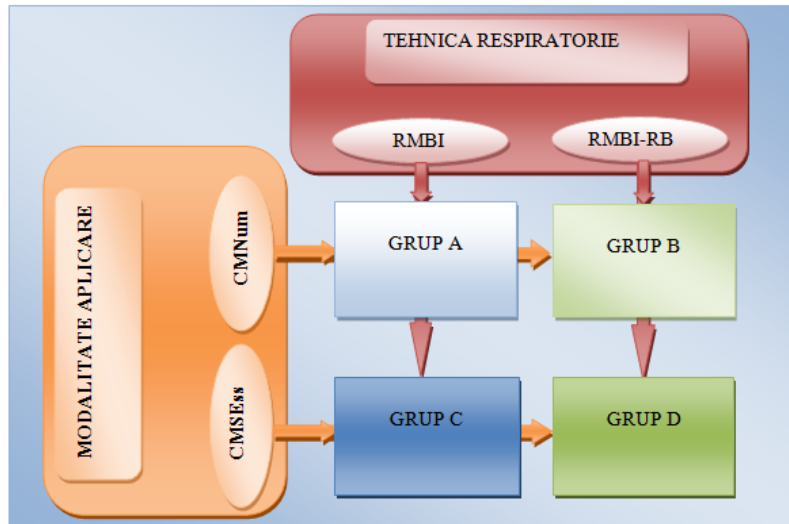 TEHNICA RESPIRATORIE
RMBI
RMBI-RB
MODALITATE APLICARE
CMNum
CMSEss
GRUP A
GRUP B
GRUP C
GRUP D